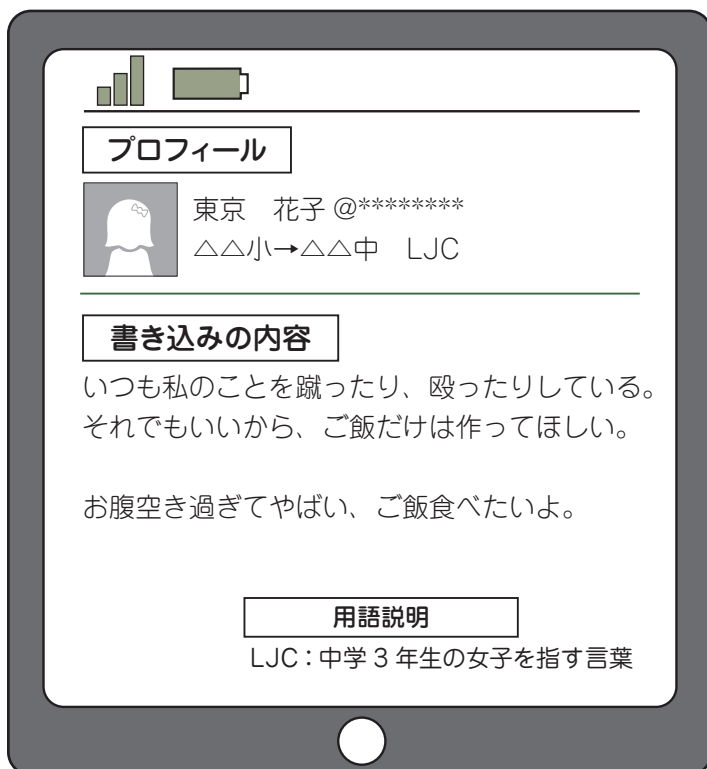 プロフィール
東京　花子 @********
△△小→△△中　LJC
書き込みの内容
いつも私のことを蹴ったり、殴ったりしている。
それでもいいから、ご飯だけは作ってほしい。
お腹空き過ぎてやばい、ご飯食べたいよ。
用語説明
LJC：中学 3 年生の女子を指す言葉